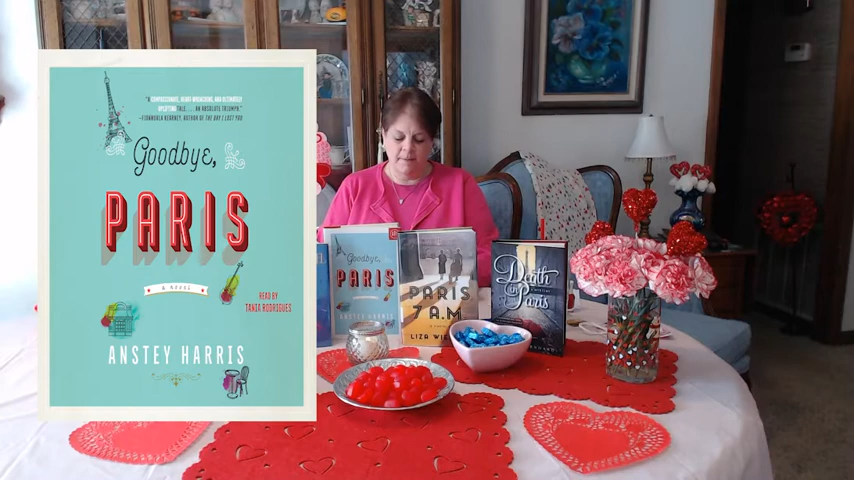 "A COMPASSIONATE, HEART-WRENCHING, AND ULTIMATELY
UPLIFTING TALE . . . . AN ABSOLUTE TRIUMPH."
—FIONNUALA KEARNEY, AUTHOR OF THE DAY I LOST YOU
Goodbye,
PARIS
A NOVEL
READ BY
TANIA RODRIGUES
ANSTEY HARRIS
Goodbye,
PARIS
ANSTEY HARRIS
PARIS
7 A.M.
LIZA
Death
in
Paris